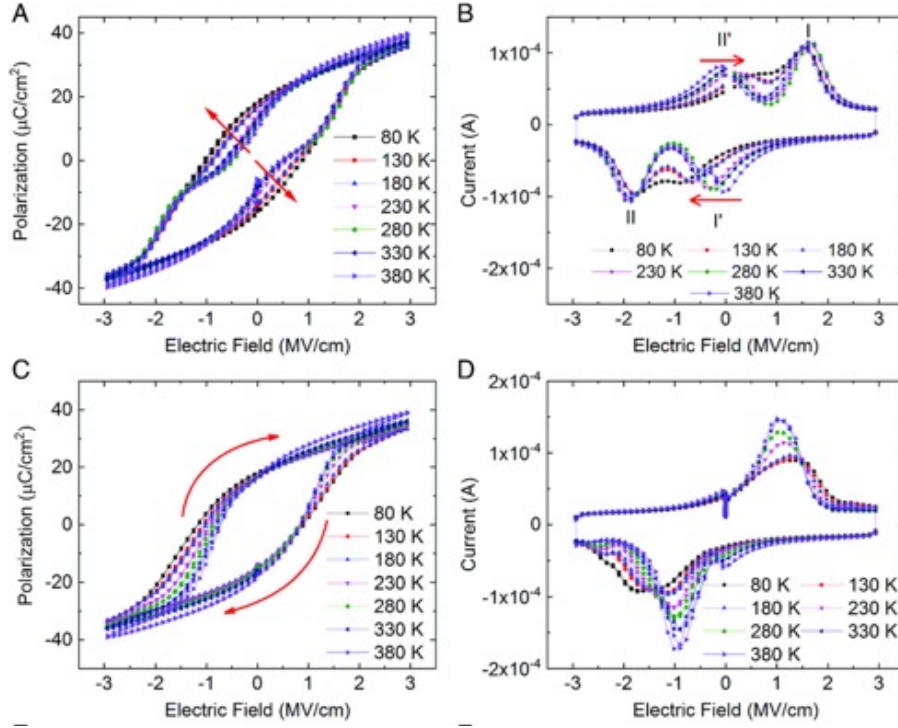 A
Polarization (µC/cm²)
40
20
0
-20
-40
-3 -2 -1 0 1 2 3
Electric Field (MV/cm)
80 K
130 K
180 K
230 K
280 K
330 K
380 K
B
Current (A)
1x10⁻⁴
0
-1x10⁻⁴
-2x10⁻⁴
-3 -2 -1 0 1 2 3
Electric Field (MV/cm)
II' I
II I'
80 K 130 K 180 K
230 K 280 K 330 K
380 K
C
Polarization (µC/cm²)
40
20
0
-20
-40
-3 -2 -1 0 1 2 3
Electric Field (MV/cm)
80 K
130 K
180 K
230 K
280 K
330 K
380 K
D
Current (A)
2x10⁻⁴
1x10⁻⁴
0
-1x10⁻⁴
-2x10⁻⁴
-3 -2 -1 0 1 2 3
Electric Field (MV/cm)
80 K 130 K
180 K 230 K
280 K 330 K
380 K